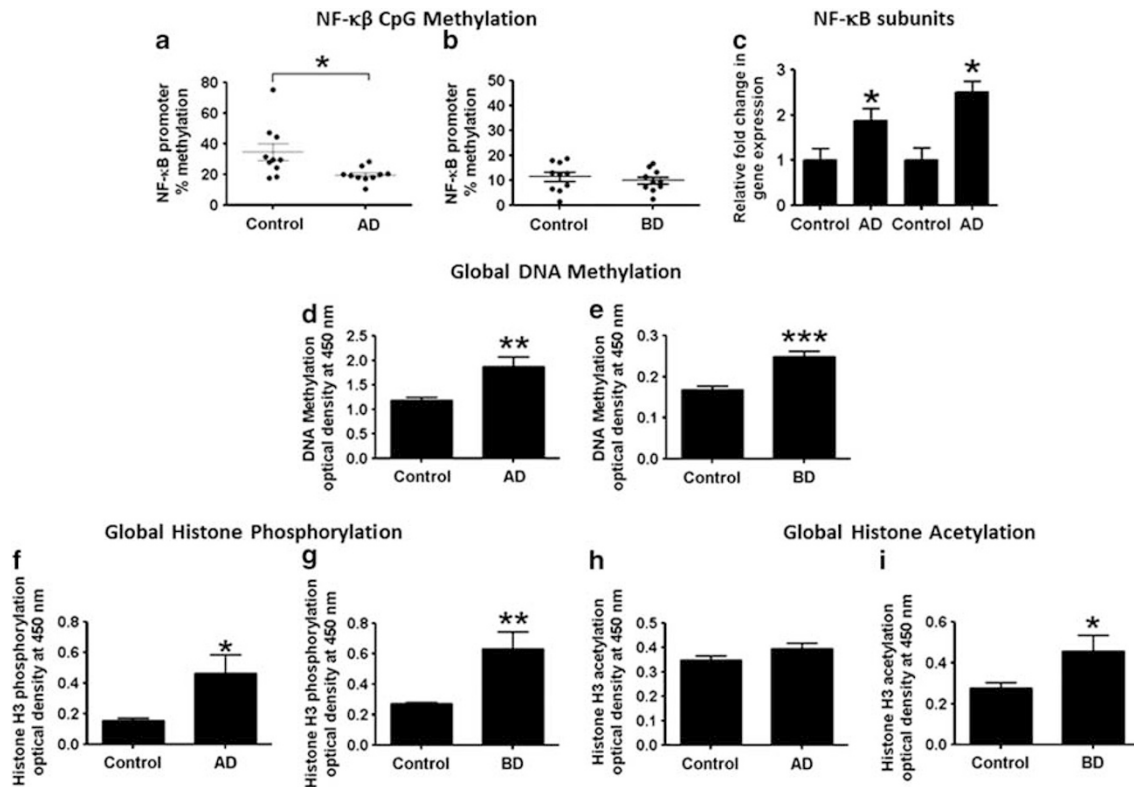 NF-κβ CpG Methylation
NF-κB subunits
a
*
NF-κB promoter
% methylation
80
60
40
20
0
Control
AD
b
NF-κB promoter
% methylation
50
40
30
20
10
0
Control
BD
c
Relative fold change in
gene expression
3
2
1
0
*
*
Control
AD
Control
AD
Global DNA Methylation
d
DNA Methylation
optical density at 450 nm
2.5
2.0
1.5
1.0
0.5
0.0
**
Control
AD
e
DNA Methylation
optical density at 450 nm
0.3
0.2
0.1
0.0
***
Control
BD
Global Histone Phosphorylation
Global Histone Acetylation
f
Histone H3 phosphorylation
optical density at 450 nm
0.8
0.6
0.4
0.2
0.0
*
Control
AD
g
Histone H3 phosphorylation
optical density at 450 nm
0.8
0.6
0.4
0.2
0.0
**
Control
BD
h
Histone H3 acetylation
optical density at 450 nm
0.5
0.4
0.3
0.2
0.1
0.0
Control
AD
i
Histone H3 acetylation
optical density at 450 nm
0.6
0.4
0.2
0.0
*
Control
BD